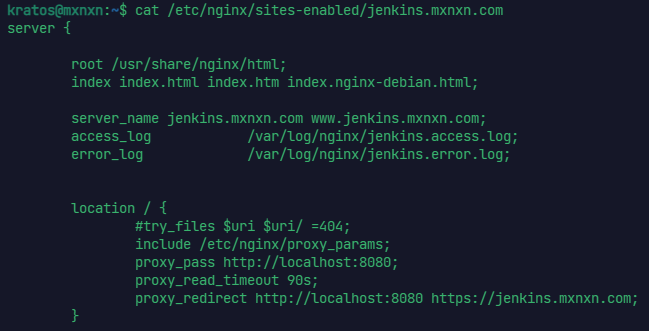 kratos@mxnxn:~$ cat /etc/nginx/sites-enabled/jenkins.mxnxn.com
server {
root /usr/share/nginx/html;
index index.html index.htm index.nginx-debian.html;
server_name jenkins.mxnxn.com www.jenkins.mxnxn.com;
access_log /var/log/nginx/jenkins.access.log;
error_log /var/log/nginx/jenkins.error.log;
location / {
#try_files $uri $uri/ =404;
include /etc/nginx/proxy_params;
proxy_pass http://localhost:8080;
proxy_read_timeout 90s;
proxy_redirect http://localhost:8080 https://jenkins.mxnxn.com;
}